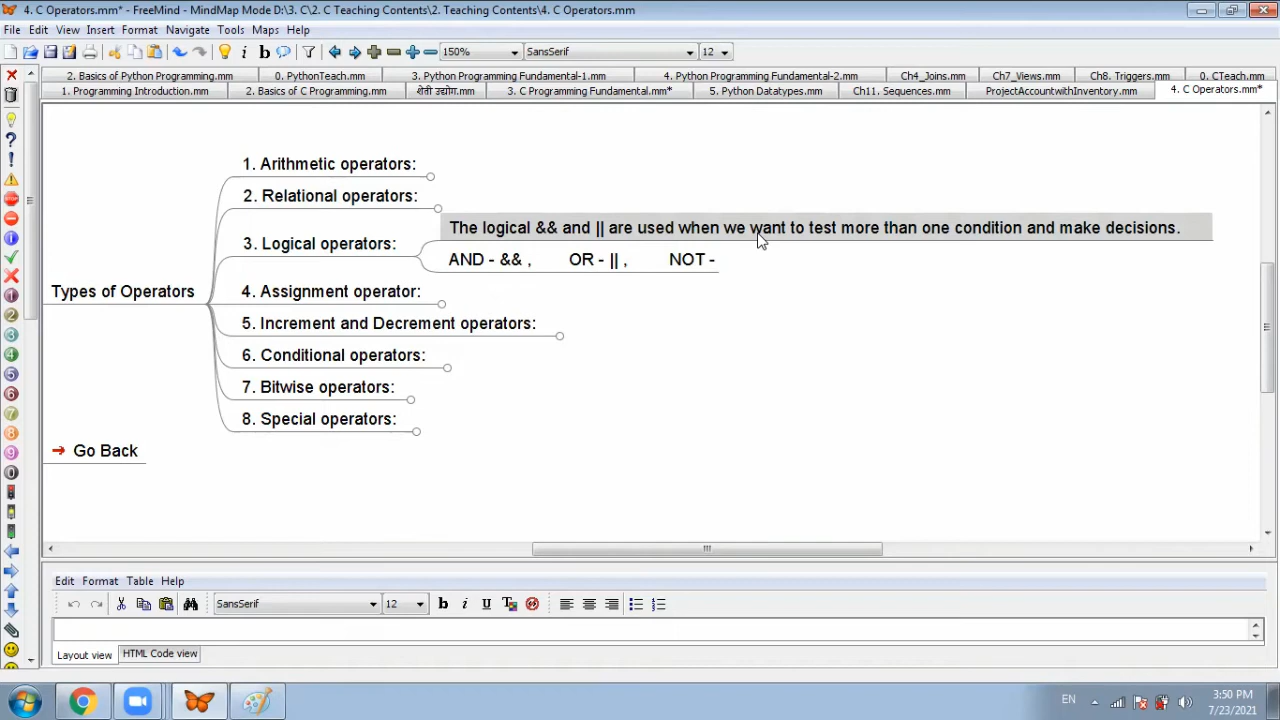 4. C Operators.mm* - FreeMind - MindMap Mode D:\3. C\2. C Teaching Contents\2. Teaching Contents\4. C Operators.mm
File Edit View Insert Format Navigate Tools Maps Help
150% SansSerif 12
2. Basics of Python Programming.mm 0. PythonTeach.mm 3. Python Programming Fundamental-1.mm 4. Python Programming Fundamental-2.mm Ch4_Joins.mm Ch7_Views.mm Ch8. Triggers.mm 0. CTeach.mm
1. Programming Introduction.mm 2. Basics of C Programming.mm शेती उद्योग.mm 3. C Programming Fundamental.mm* 5. Python Datatypes.mm Ch11. Sequences.mm ProjectAccountwithInventory.mm 4. C Operators.mm*
1. Arithmetic operators:
2. Relational operators:
The logical && and || are used when we want to test more than one condition and make decisions.
3. Logical operators:
AND - && , OR - || , NOT -
Types of Operators
4. Assignment operator:
5. Increment and Decrement operators:
6. Conditional operators:
7. Bitwise operators:
8. Special operators:
Go Back
Edit Format Table Help
SansSerif 12
Layout view HTML Code view
EN
3:50 PM
7/23/2021